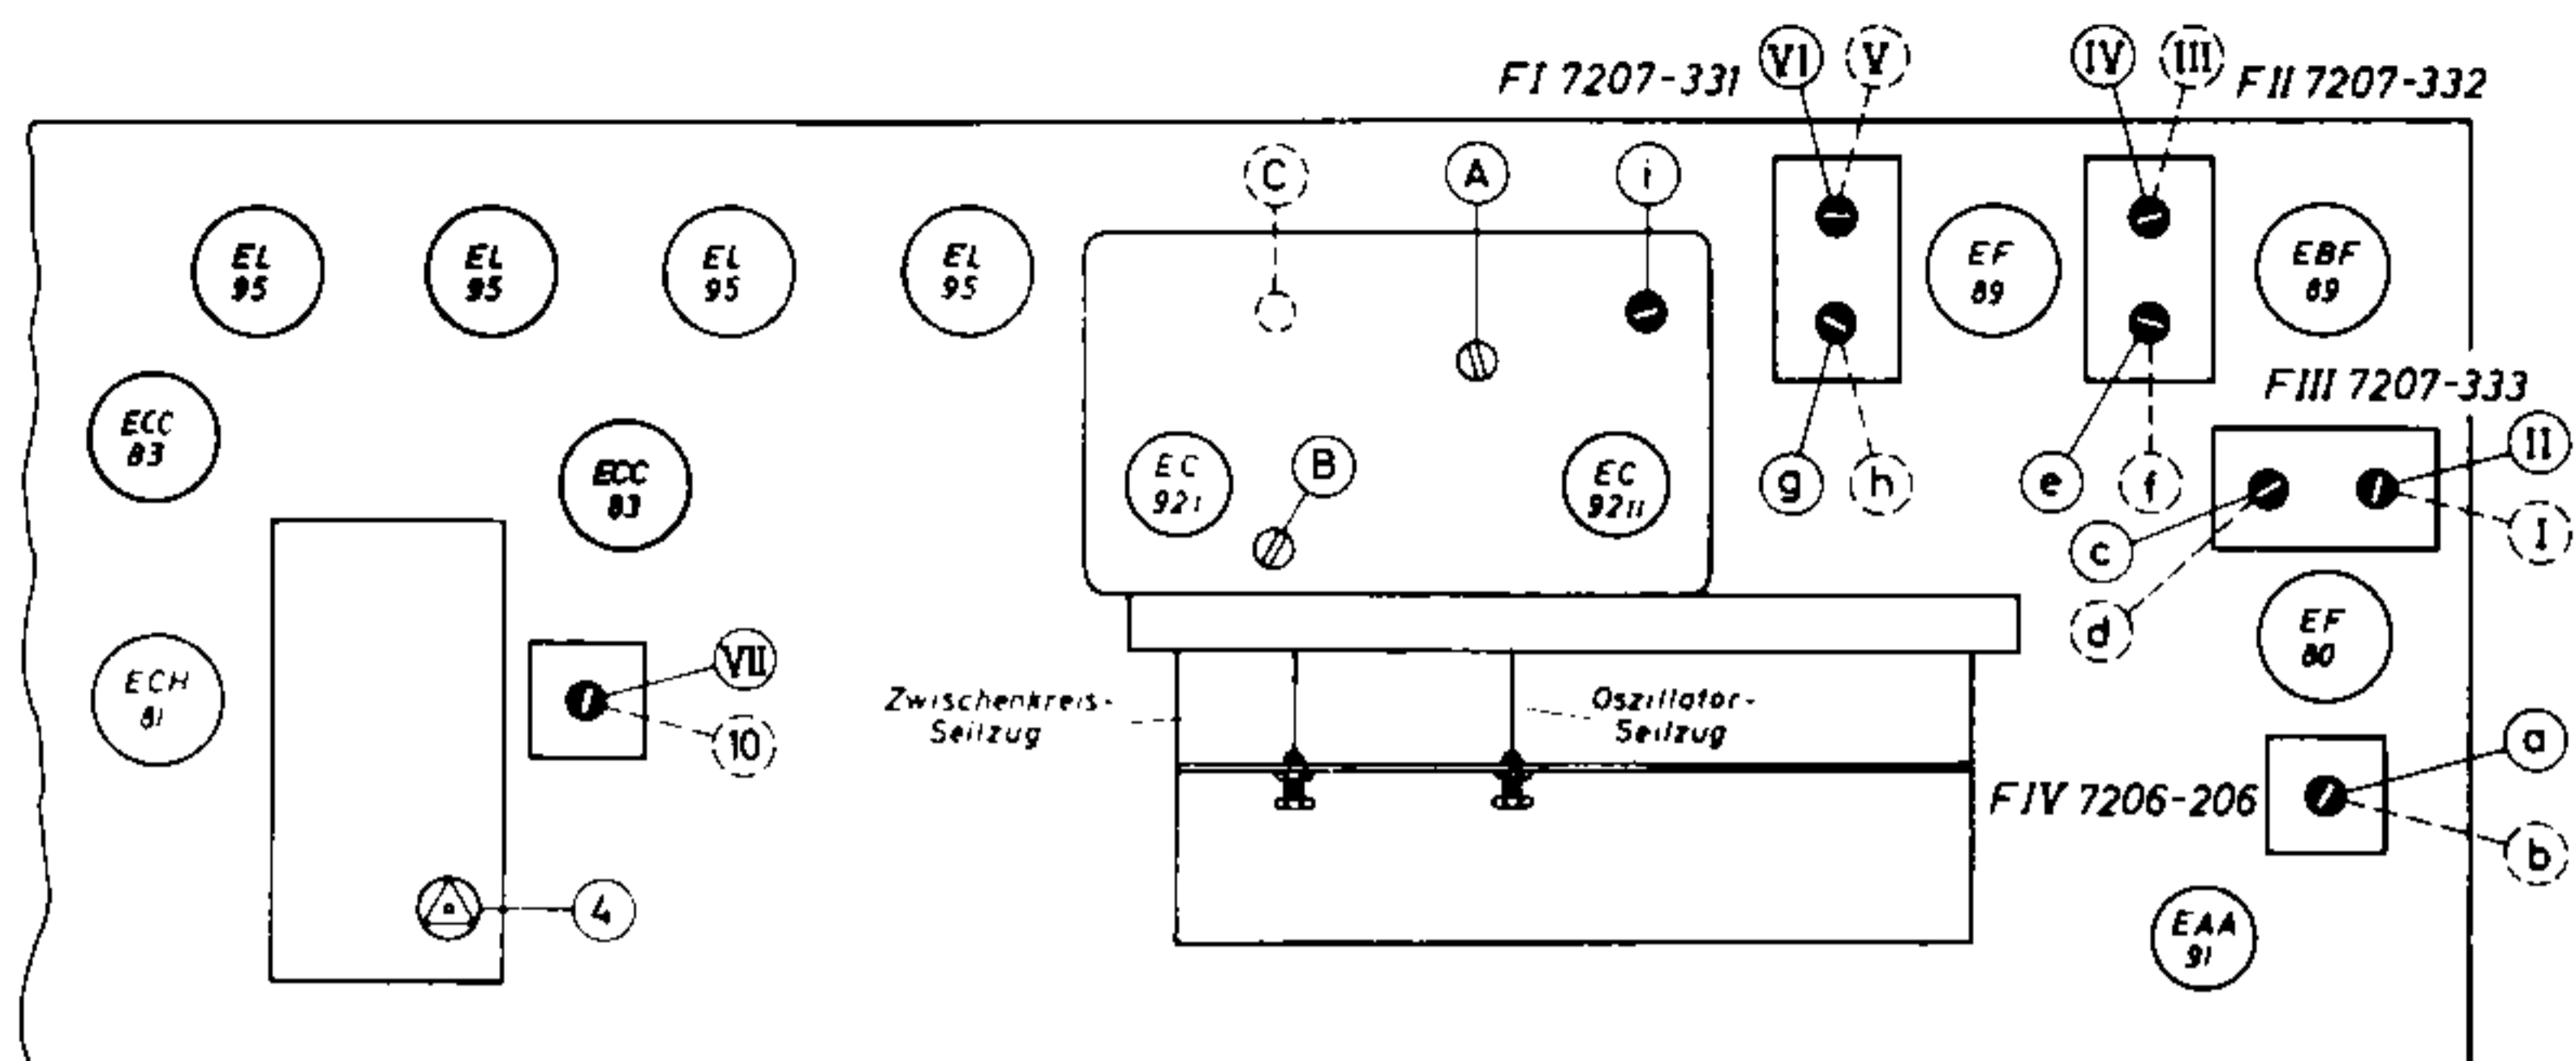 FI 7207-331
VI
V
IV
III
FII 7207-332
C
A
i
EL
95
EL
95
EL
95
EL
95
EF
89
EBF
89
FIII 7207-333
ECC
83
ECC
83
EC
92I
B
EC
92II
g
h
e
f
II
I
c
d
EF
80
ECH
81
VII
10
Zwischenkreis-
Seilzug
Oszillator-
Seilzug
FIV 7206-206
a
b
4
EAA
91